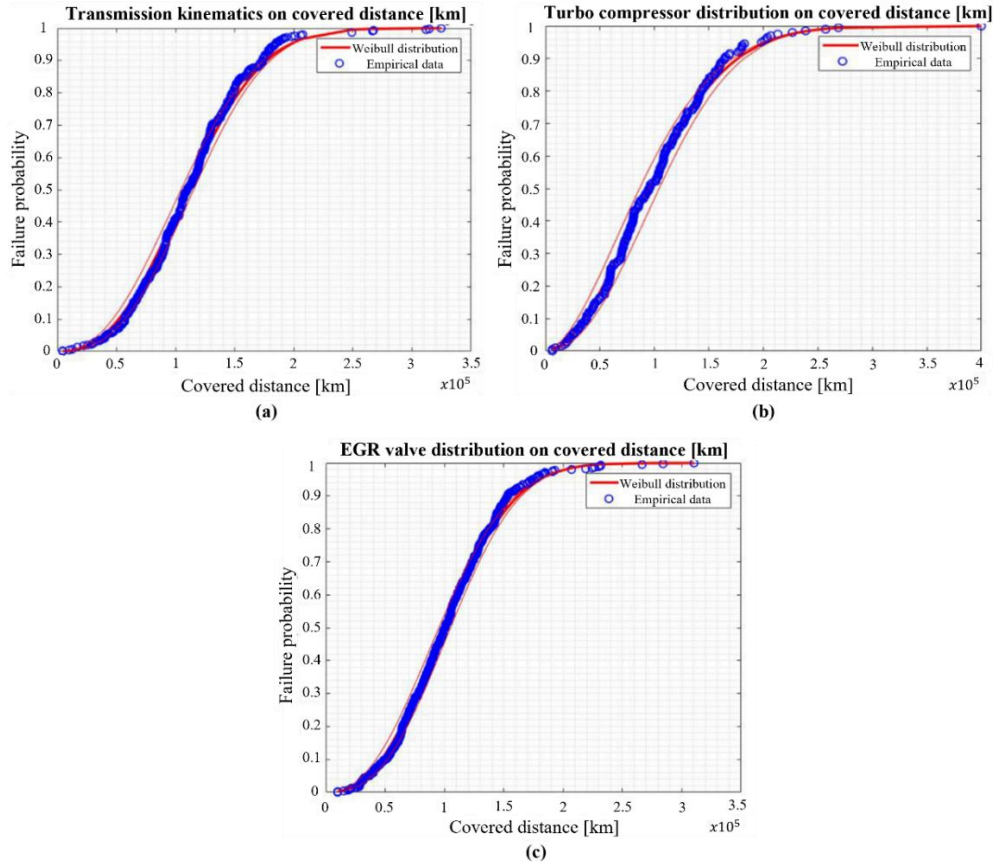 Transmission kinematics on covered distance [km]
1
0.9
0.8
0.7
0.6
0.5
0.4
0.3
0.2
0.1
0
Failure probability
Weibull distribution
Empirical data
0
0.5
1
1.5
2
2.5
3
3.5
x10⁵
Covered distance [km]
(a)
Turbo compressor distribution on covered distance [km]
1
0.9
0.8
0.7
0.6
0.5
0.4
0.3
0.2
0.1
0
Failure probability
Weibull distribution
Empirical data
0
0.5
1
1.5
2
2.5
3
3.5
4
x10⁵
Covered distance [km]
(b)
EGR valve distribution on covered distance [km]
1
0.9
0.8
0.7
0.6
0.5
0.4
0.3
0.2
0.1
0
Failure probability
Weibull distribution
Empirical data
0
0.5
1
1.5
2
2.5
3
3.5
x10⁵
Covered distance [km]
(c)